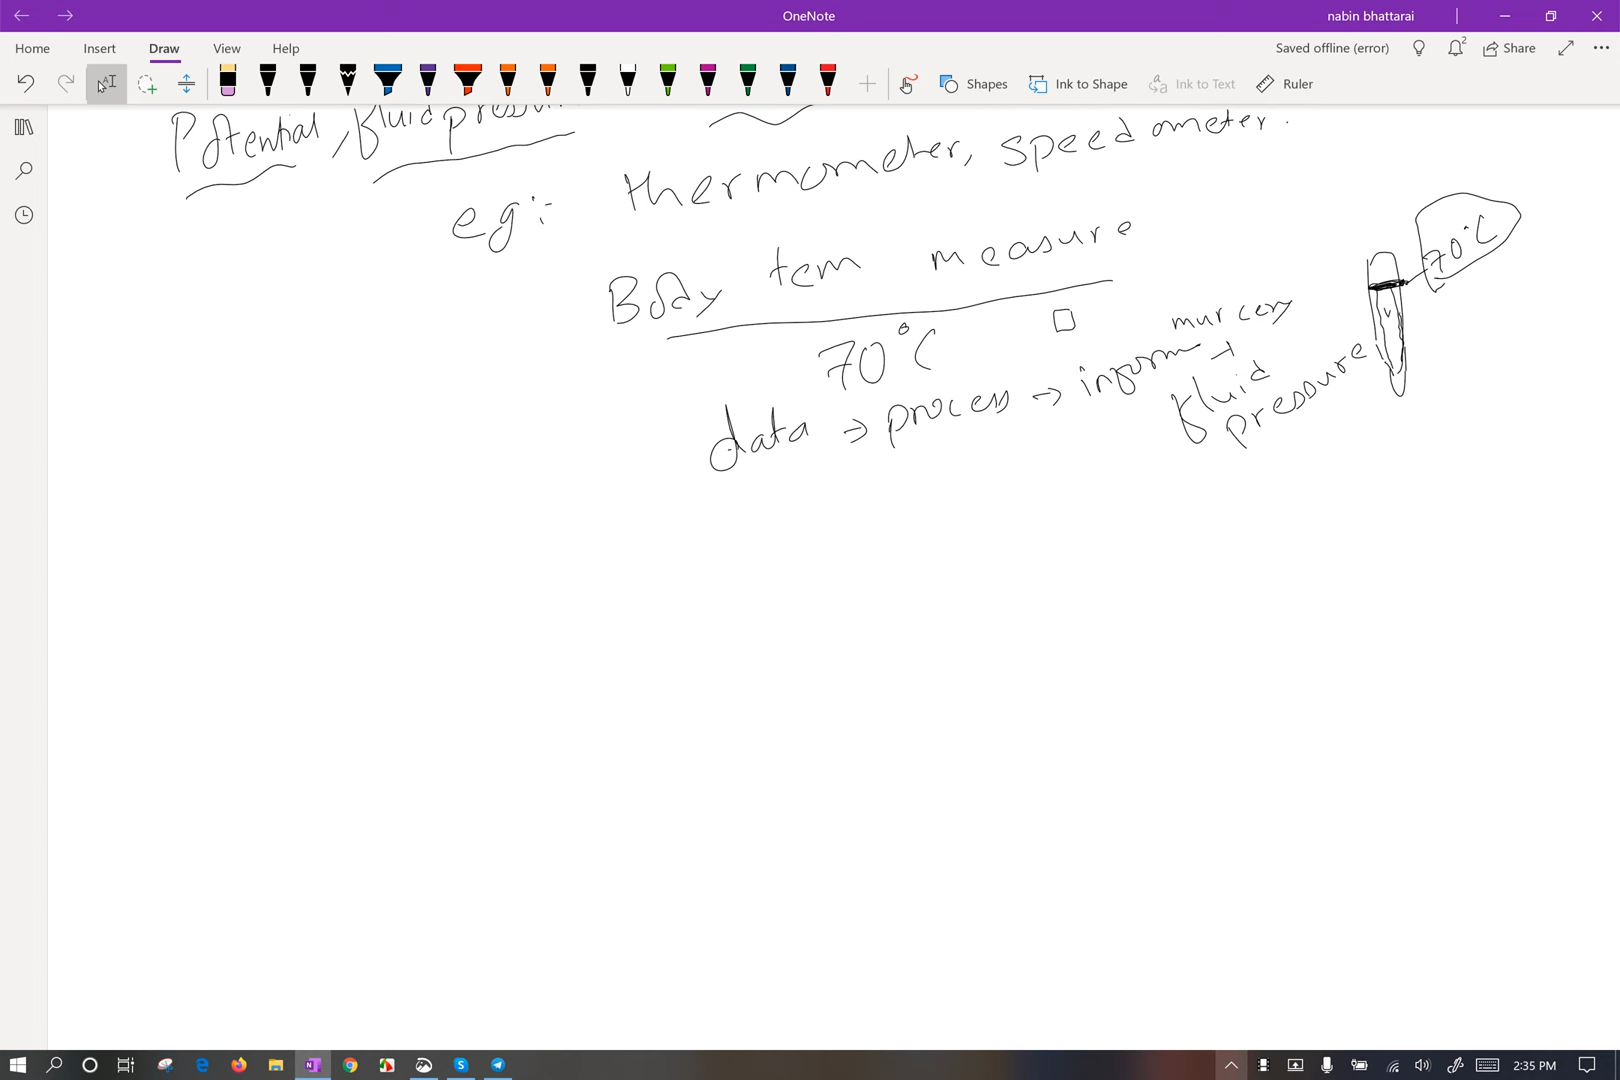 OneNote
nabin bhattarai
Home Insert Draw View Help
Saved offline (error)
2
Share
Shapes
Ink to Shape
Ink to Text
Ruler
Potential, fluid pressur
eg:- thermometer, speedometer.
Body tem measure
70°C
70°C
data → process → inform
murcery
fluid
pressure
2:35 PM